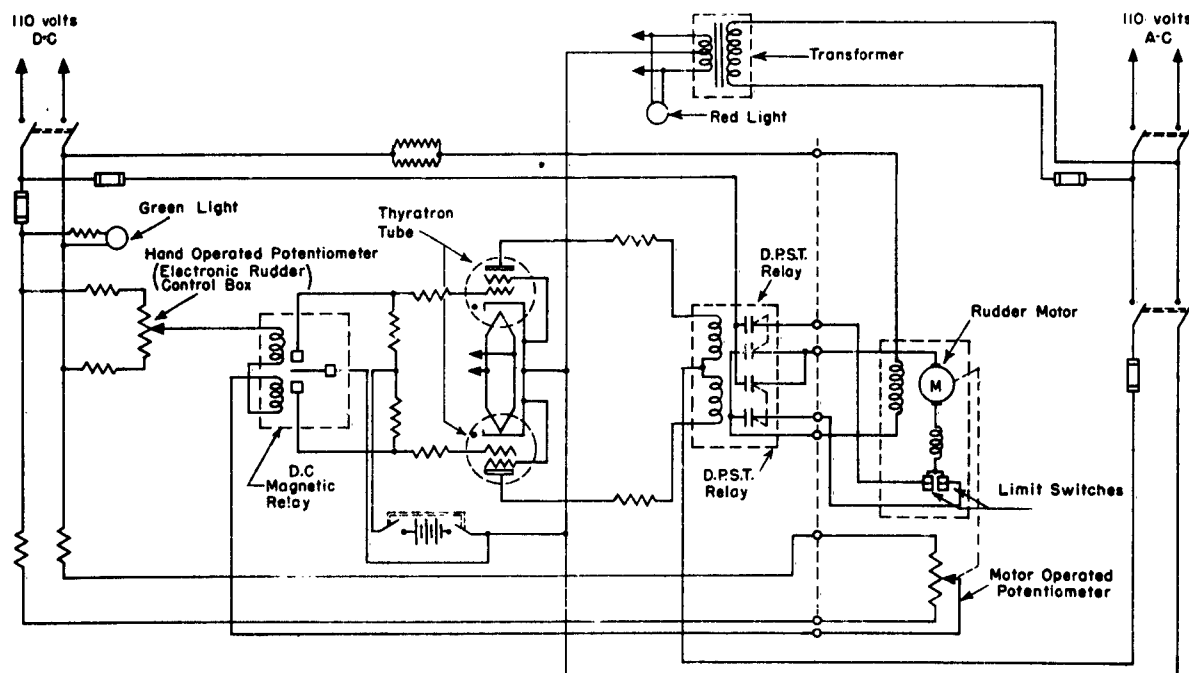 110 volts
D-C
110 volts
A-C
Transformer
Red Light
Green Light
Thyratron
Tube
Hand Operated Potentiometer
(Electronic Rudder)
Control Box
D.P.S.T.
Relay
Rudder Motor
M
D.C
Magnetic
Relay
D.P.S.T.
Relay
Limit Switches
Motor Operated
Potentiometer